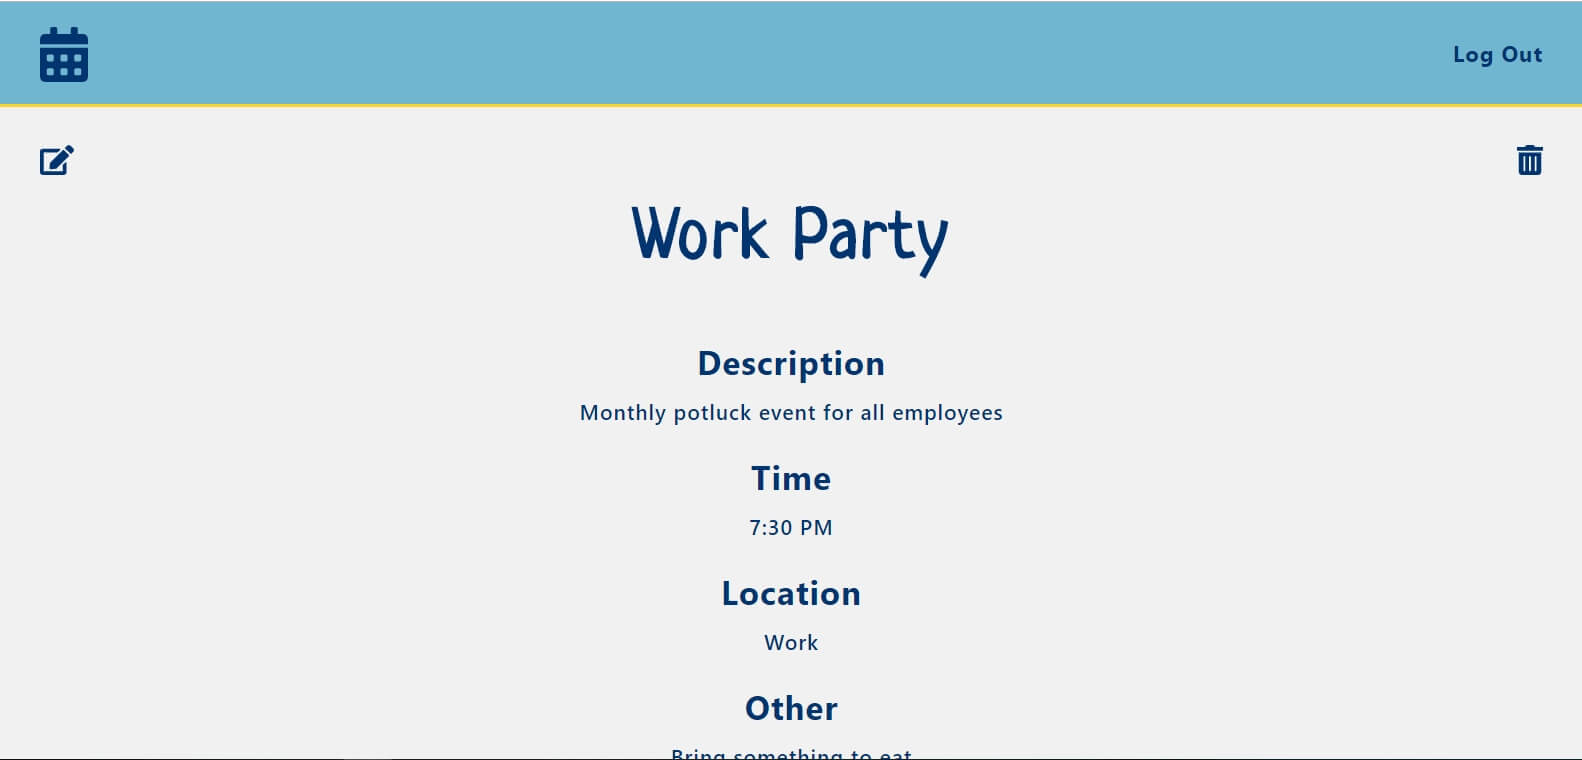 Log Out
Work Party
Description
Monthly potluck event for all employees
Time
7:30 PM
Location
Work
Other
Bring something to eat